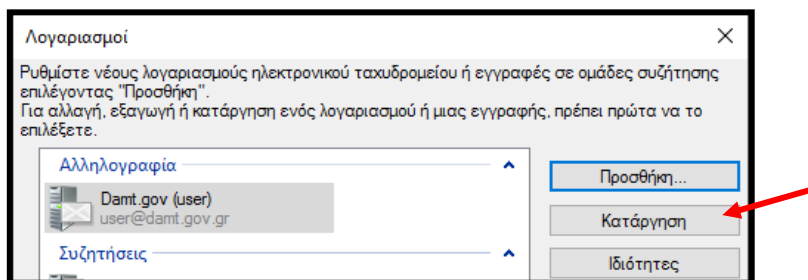 Λογαριασμοί
Ρυθμίστε νέους λογαριασμούς ηλεκτρονικού ταχυδρομείου ή εγγραφές σε ομάδες συζήτησης
επιλέγοντας "Προσθήκη".
Για αλλαγή, εξαγωγή ή κατάργηση ενός λογαριασμού ή μιας εγγραφής, πρέπει πρώτα να το
επιλέξετε.
Αλληλογραφία
Προσθήκη...
Damt.gov (user)
user@damt.gov.gr
Κατάργηση
Συζητήσεις
Ιδιότητες